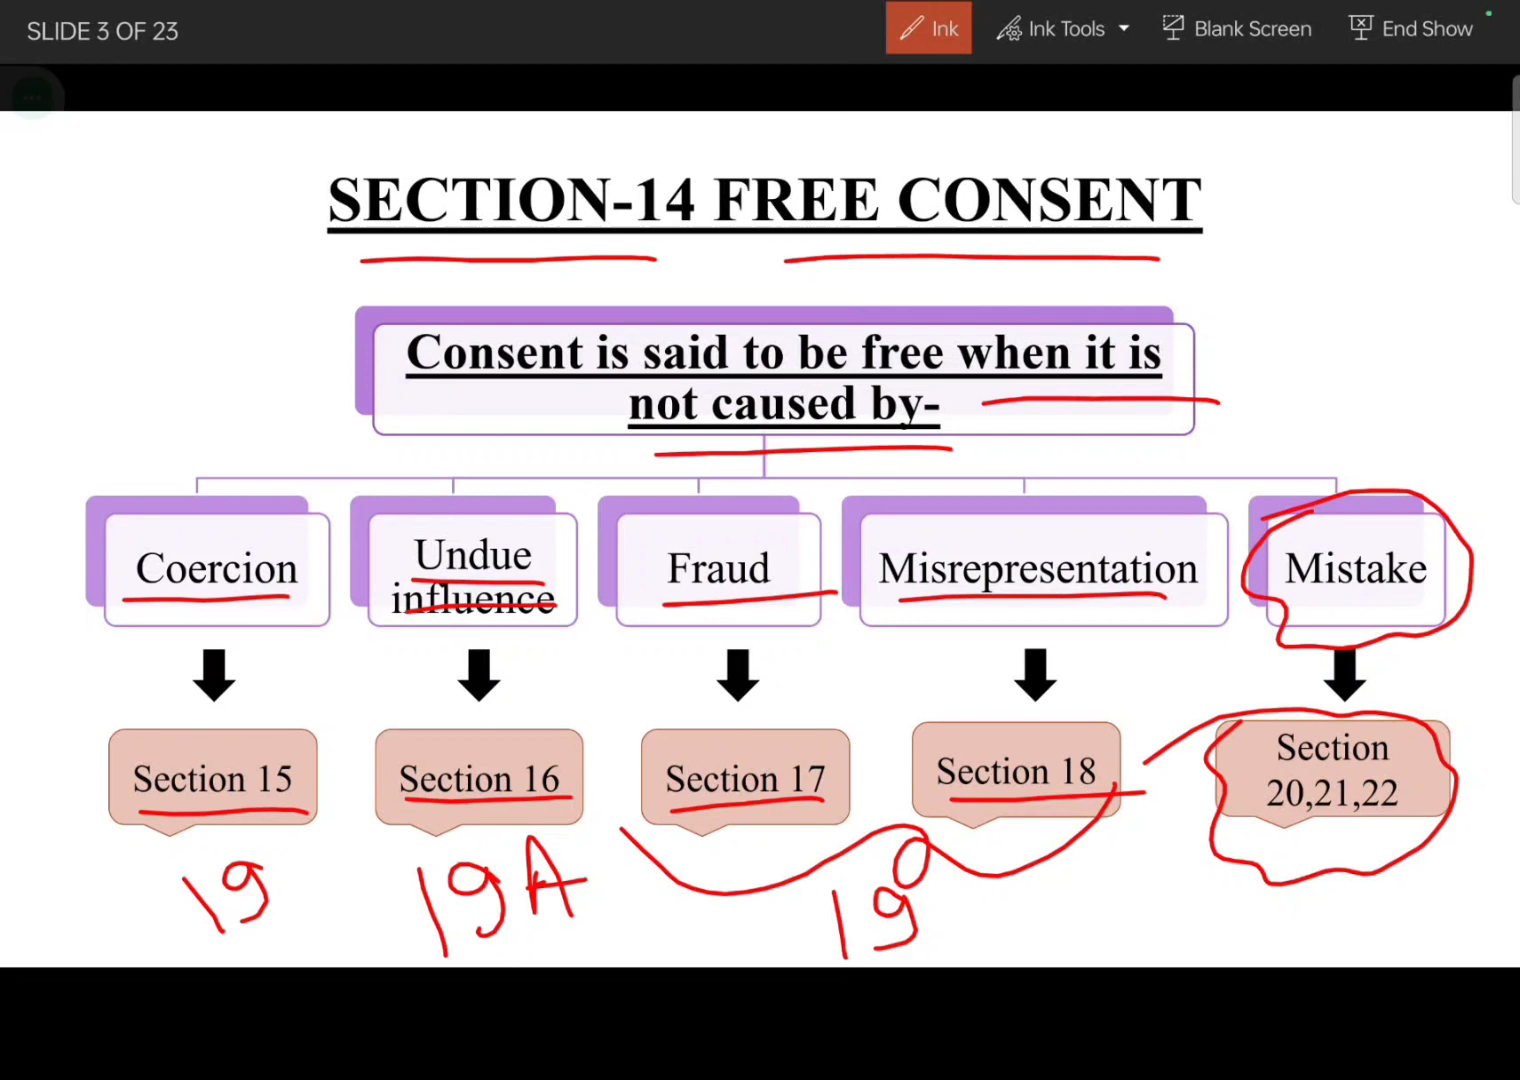 SLIDE 3 OF 23
Ink
Ink Tools
Blank Screen
End Show
SECTION-14 FREE CONSENT
Consent is said to be free when it is
not caused by-
Coercion
Undue
influence
Fraud
Misrepresentation
Mistake
Section 15
Section 16
Section 17
Section 18
Section
20,21,22
19
19A
19